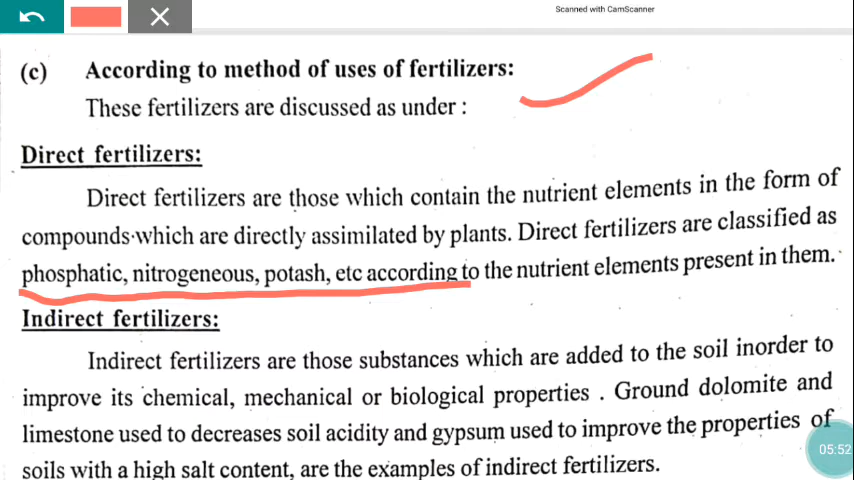 Scanned with CamScanner
(c) According to method of uses of fertilizers:
These fertilizers are discussed as under :
Direct fertilizers:
Direct fertilizers are those which contain the nutrient elements in the form of
compounds which are directly assimilated by plants. Direct fertilizers are classified as
phosphatic, nitrogeneous, potash, etc according to the nutrient elements present in them.
Indirect fertilizers:
Indirect fertilizers are those substances which are added to the soil inorder to
improve its chemical, mechanical or biological properties . Ground dolomite and
limestone used to decreases soil acidity and gypsum used to improve the properties of
soils with a high salt content, are the examples of indirect fertilizers.
05:52